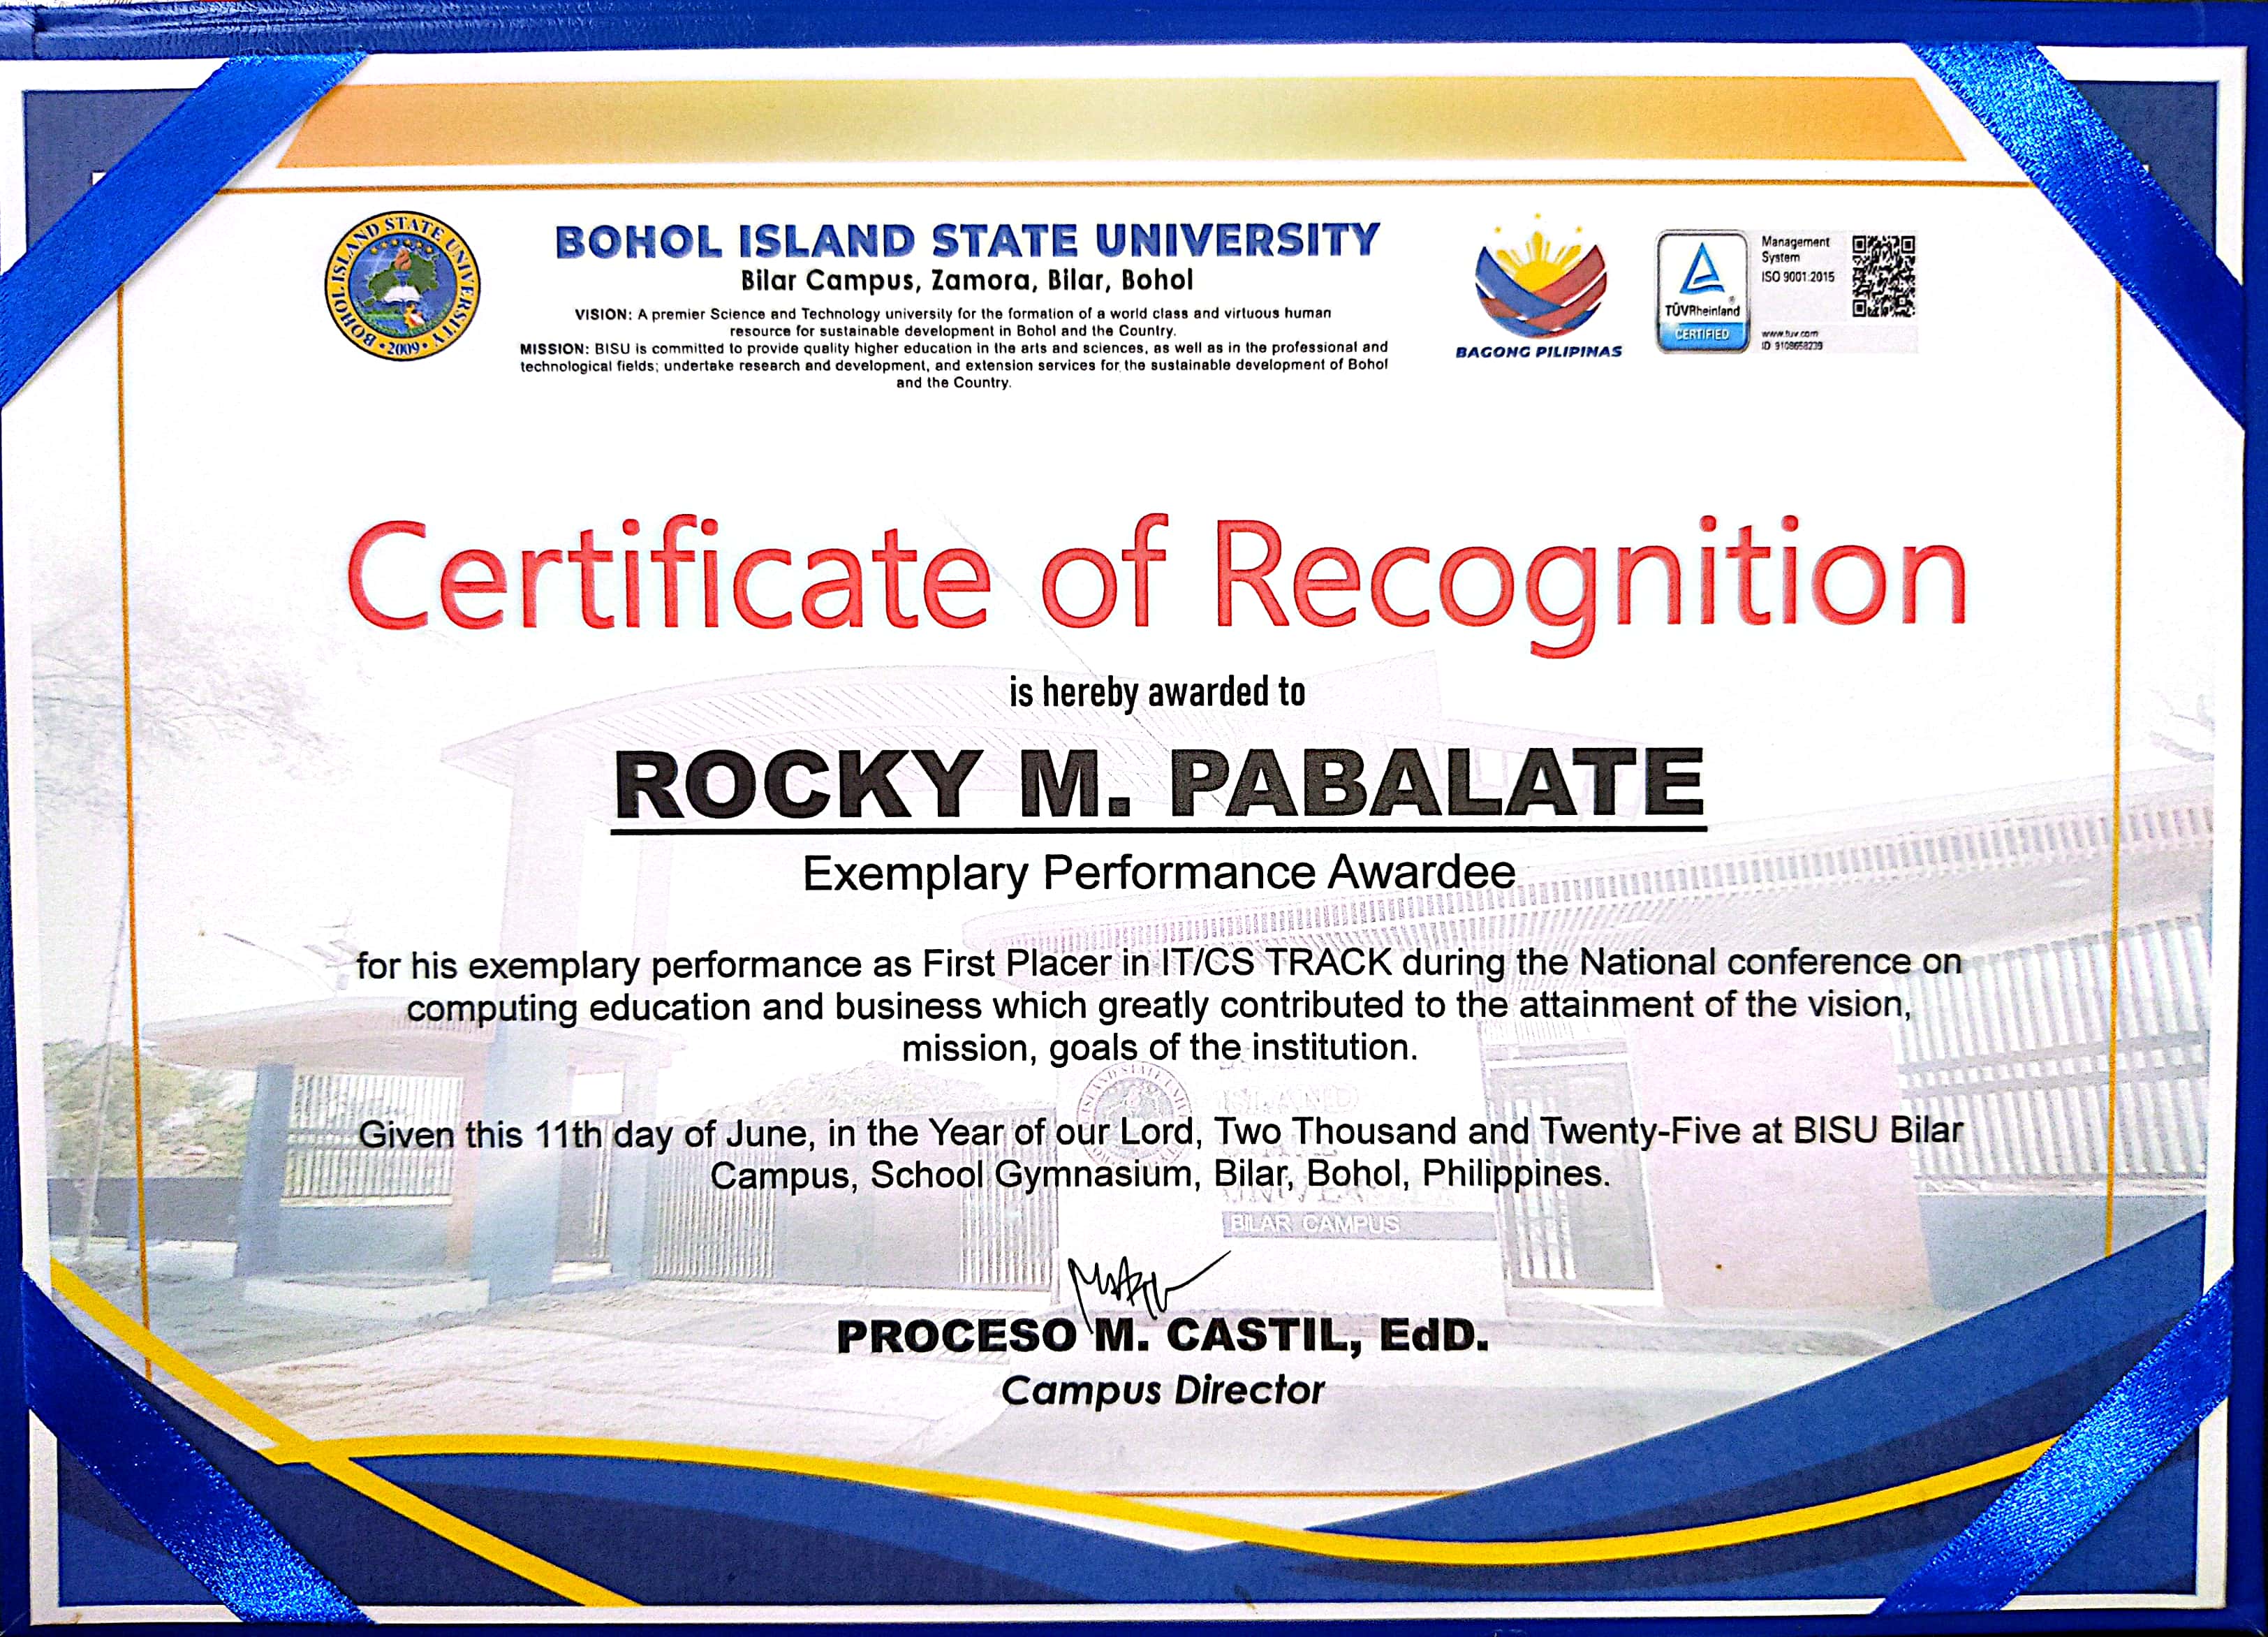 BOHOL ISLAND STATE UNIVERSITY
Bilar Campus, Zamora, Bilar, Bohol
VISION: A premier Science and Technology university for the formation of a world class and virtuous human
resource for sustainable development in Bohol and the Country.
MISSION: BISU is committed to provide quality higher education in the arts and sciences, as well as in the professional and
technological fields; undertake research and development, and extension services for the sustainable development of Bohol
and the Country.
BOHOL ISLAND STATE UNIVERSITY
• 2009 •
BAGONG PILIPINAS
TÜVRheinland®
CERTIFIED
Management
System
ISO 9001:2015
www.tuv.com
ID 9108658239
Certificate of Recognition
is hereby awarded to
ROCKY M. PABALATE
Exemplary Performance Awardee
for his exemplary performance as First Placer in IT/CS TRACK during the National conference on
computing education and business which greatly contributed to the attainment of the vision,
mission, goals of the institution.
Given this 11th day of June, in the Year of our Lord, Two Thousand and Twenty-Five at BISU Bilar
Campus, School Gymnasium, Bilar, Bohol, Philippines.
BILAR CAMPUS
PROCESO M. CASTIL, EdD.
Campus Director